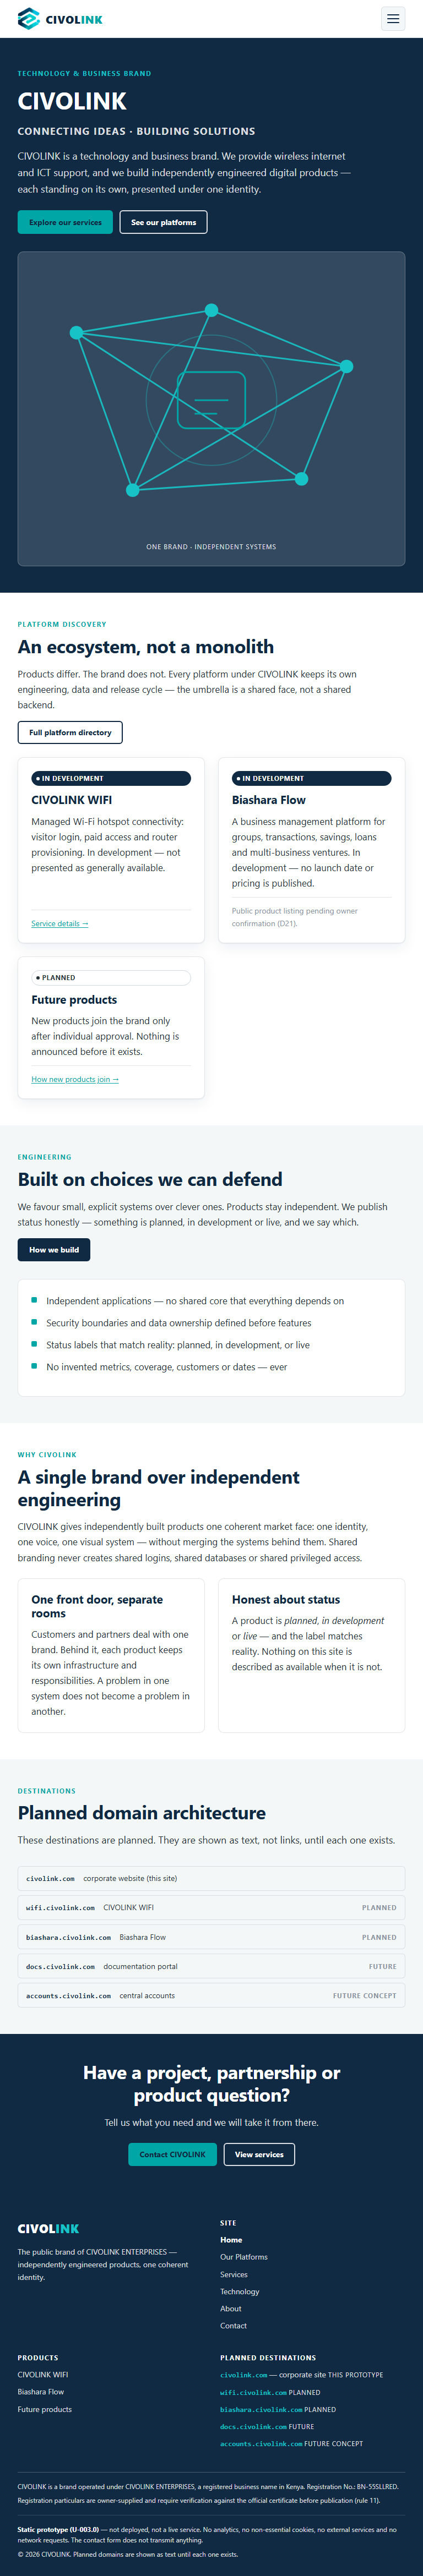 CIVOLINK
TECHNOLOGY & BUSINESS BRAND
CIVOLINK
CONNECTING IDEAS · BUILDING SOLUTIONS
CIVOLINK is a technology and business brand. We provide wireless internet
and ICT support, and we build independently engineered digital products —
each standing on its own, presented under one identity.
Explore our services
See our platforms
ONE BRAND · INDEPENDENT SYSTEMS
PLATFORM DISCOVERY
An ecosystem, not a monolith
Products differ. The brand does not. Every platform under CIVOLINK keeps its own
engineering, data and release cycle — the umbrella is a shared face, not a shared
backend.
Full platform directory
IN DEVELOPMENT
CIVOLINK WIFI
Managed Wi-Fi hotspot connectivity:
visitor login, paid access and router
provisioning. In development — not
presented as generally available.
Service details →
IN DEVELOPMENT
Biashara Flow
A business management platform for
groups, transactions, savings, loans
and multi-business ventures. In
development — no launch date or
pricing is published.
Public product listing pending owner
confirmation (D21).
PLANNED
Future products
New products join the brand only
after individual approval. Nothing is
announced before it exists.
How new products join →
ENGINEERING
Built on choices we can defend
We favour small, explicit systems over clever ones. Products stay independent. We publish
status honestly — something is planned, in development or live, and we say which.
How we build
Independent applications — no shared core that everything depends on
Security boundaries and data ownership defined before features
Status labels that match reality: planned, in development, or live
No invented metrics, coverage, customers or dates — ever
WHY CIVOLINK
A single brand over independent
engineering
CIVOLINK gives independently built products one coherent market face: one identity,
one voice, one visual system — without merging the systems behind them. Shared
branding never creates shared logins, shared databases or shared privileged access.
One front door, separate
rooms
Customers and partners deal with one
brand. Behind it, each product keeps
its own infrastructure and
responsibilities. A problem in one
system does not become a problem in
another.
Honest about status
A product is planned, in development
or live — and the label matches
reality. Nothing on this site is
described as available when it is not.
DESTINATIONS
Planned domain architecture
These destinations are planned. They are shown as text, not links, until each one exists.
civolink.com corporate website (this site)
wifi.civolink.com CIVOLINK WIFI PLANNED
biashara.civolink.com Biashara Flow PLANNED
docs.civolink.com documentation portal FUTURE
accounts.civolink.com central accounts FUTURE CONCEPT
Have a project, partnership or
product question?
Tell us what you need and we will take it from there.
Contact CIVOLINK
View services
CIVOLINK
The public brand of CIVOLINK ENTERPRISES —
independently engineered products, one coherent
identity.
SITE
Home
Our Platforms
Services
Technology
About
Contact
PRODUCTS
CIVOLINK WIFI
Biashara Flow
Future products
PLANNED DESTINATIONS
civolink.com — corporate site THIS PROTOTYPE
wifi.civolink.com PLANNED
biashara.civolink.com PLANNED
docs.civolink.com FUTURE
accounts.civolink.com FUTURE CONCEPT
CIVOLINK is a brand operated under CIVOLINK ENTERPRISES, a registered business name in Kenya. Registration No.: BN-55SLLRED.
Registration particulars are owner-supplied and require verification against the official certificate before publication (rule 11).
Static prototype (U-003.0) — not deployed, not a live service. No analytics, no non-essential cookies, no external services and no
network requests. The contact form does not transmit anything.
© 2026 CIVOLINK. Planned domains are shown as text until each one exists.